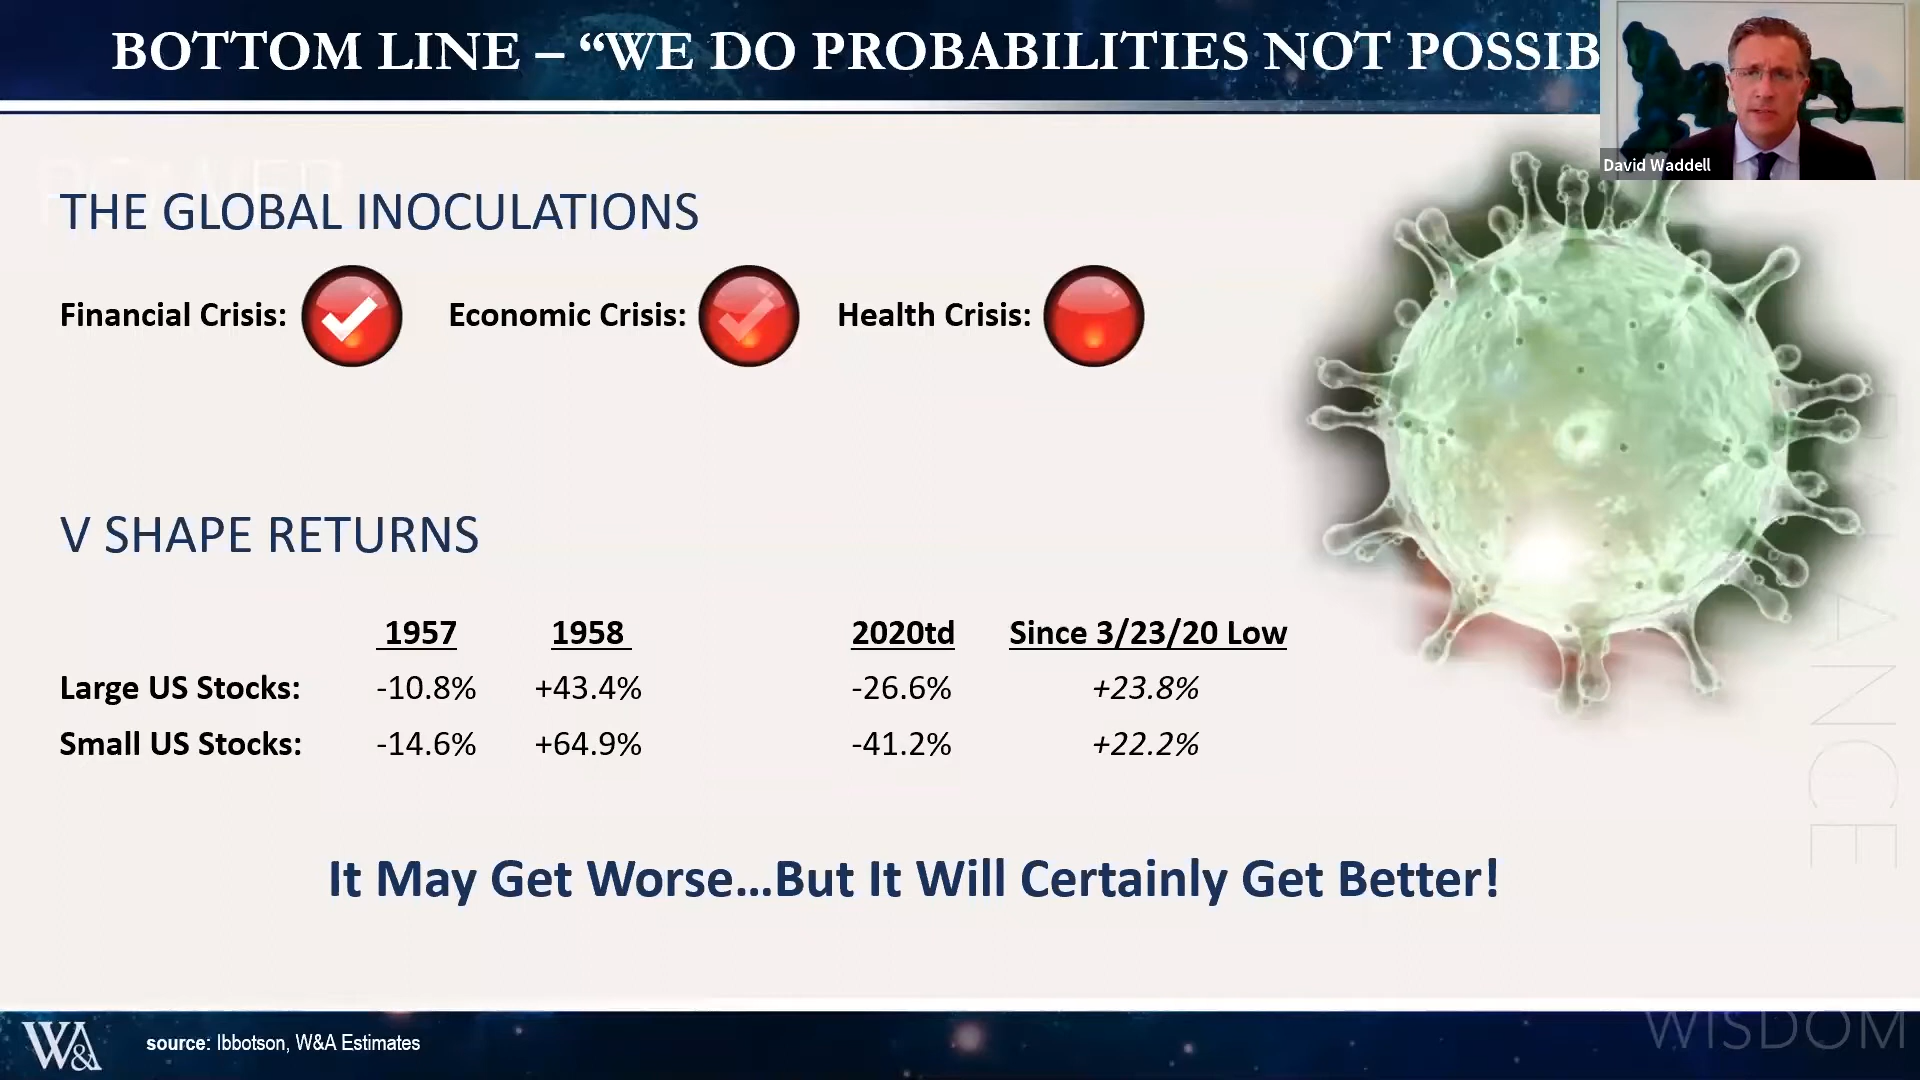 BOTTOM LINE – “WE DO PROBABILITIES NOT POSSIB
David Waddell
POWER
THE GLOBAL INOCULATIONS
Financial Crisis: Economic Crisis: Health Crisis:
V SHAPE RETURNS
1957 1958 2020td Since 3/23/20 Low
Large US Stocks: -10.8% +43.4% -26.6% +23.8%
Small US Stocks: -14.6% +64.9% -41.2% +22.2%
It May Get Worse...But It Will Certainly Get Better!
BALANCE
WISDOM
W&A source: Ibbotson, W&A Estimates